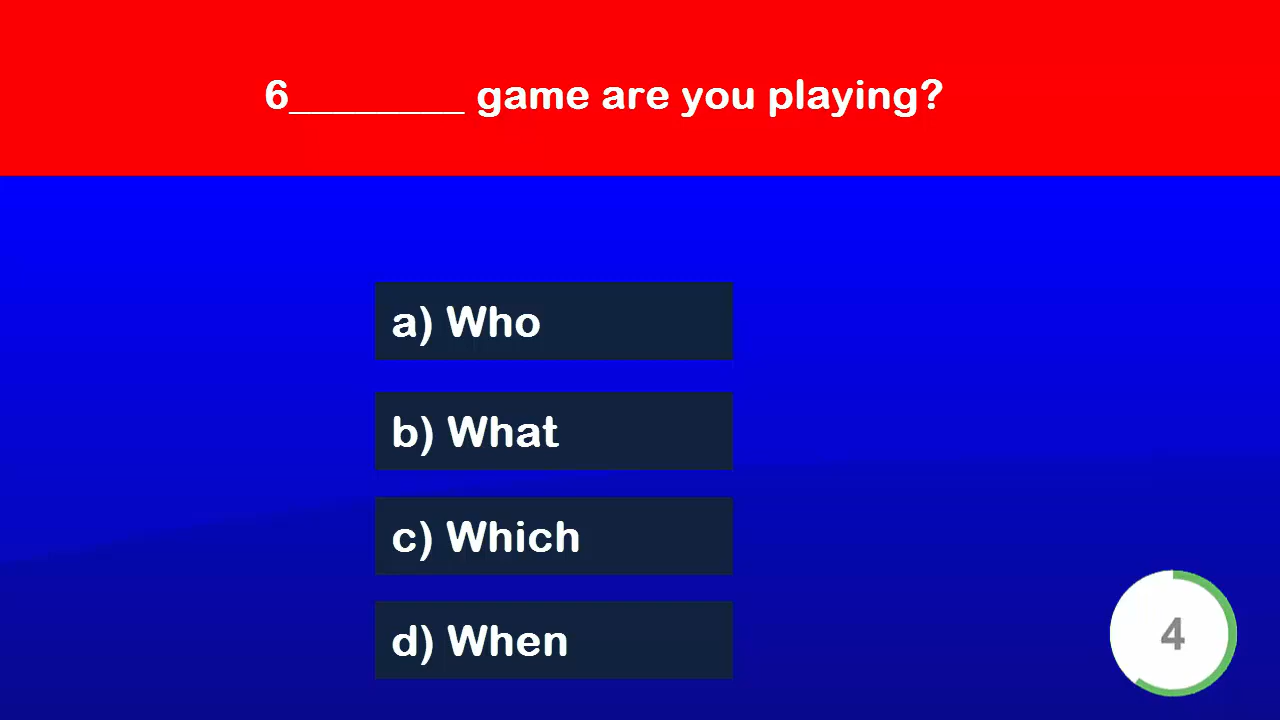 6________ game are you playing?
a) Who
b) What
c) Which
d) When
4